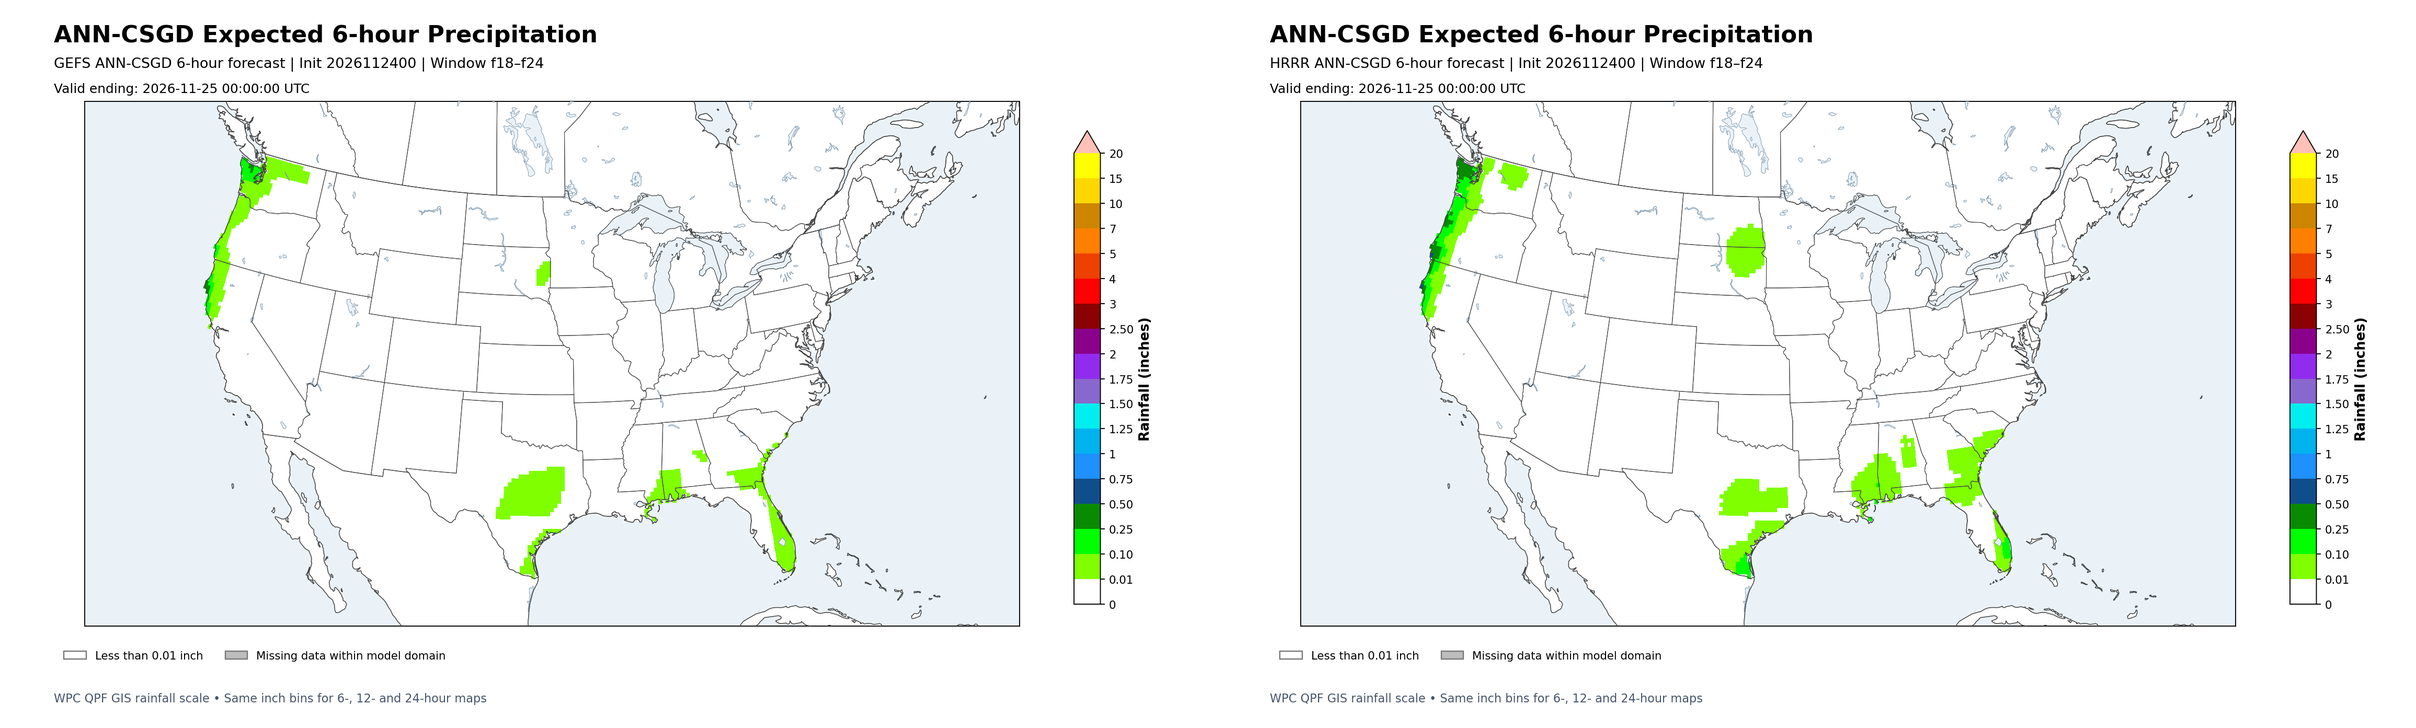 ANN-CSGD Expected 6-hour Precipitation
GEFS ANN-CSGD 6-hour forecast | Init 2026112400 | Window f18–f24
Valid ending: 2026-11-25 00:00:00 UTC
20
15
10
7
5
4
3
2.50
2
1.75
1.50
1.25
1
0.75
0.50
0.25
0.10
0.01
0
Rainfall (inches)
Less than 0.01 inch
Missing data within model domain
WPC QPF GIS rainfall scale • Same inch bins for 6-, 12- and 24-hour maps
ANN-CSGD Expected 6-hour Precipitation
HRRR ANN-CSGD 6-hour forecast | Init 2026112400 | Window f18–f24
Valid ending: 2026-11-25 00:00:00 UTC
20
15
10
7
5
4
3
2.50
2
1.75
1.50
1.25
1
0.75
0.50
0.25
0.10
0.01
0
Rainfall (inches)
Less than 0.01 inch
Missing data within model domain
WPC QPF GIS rainfall scale • Same inch bins for 6-, 12- and 24-hour maps